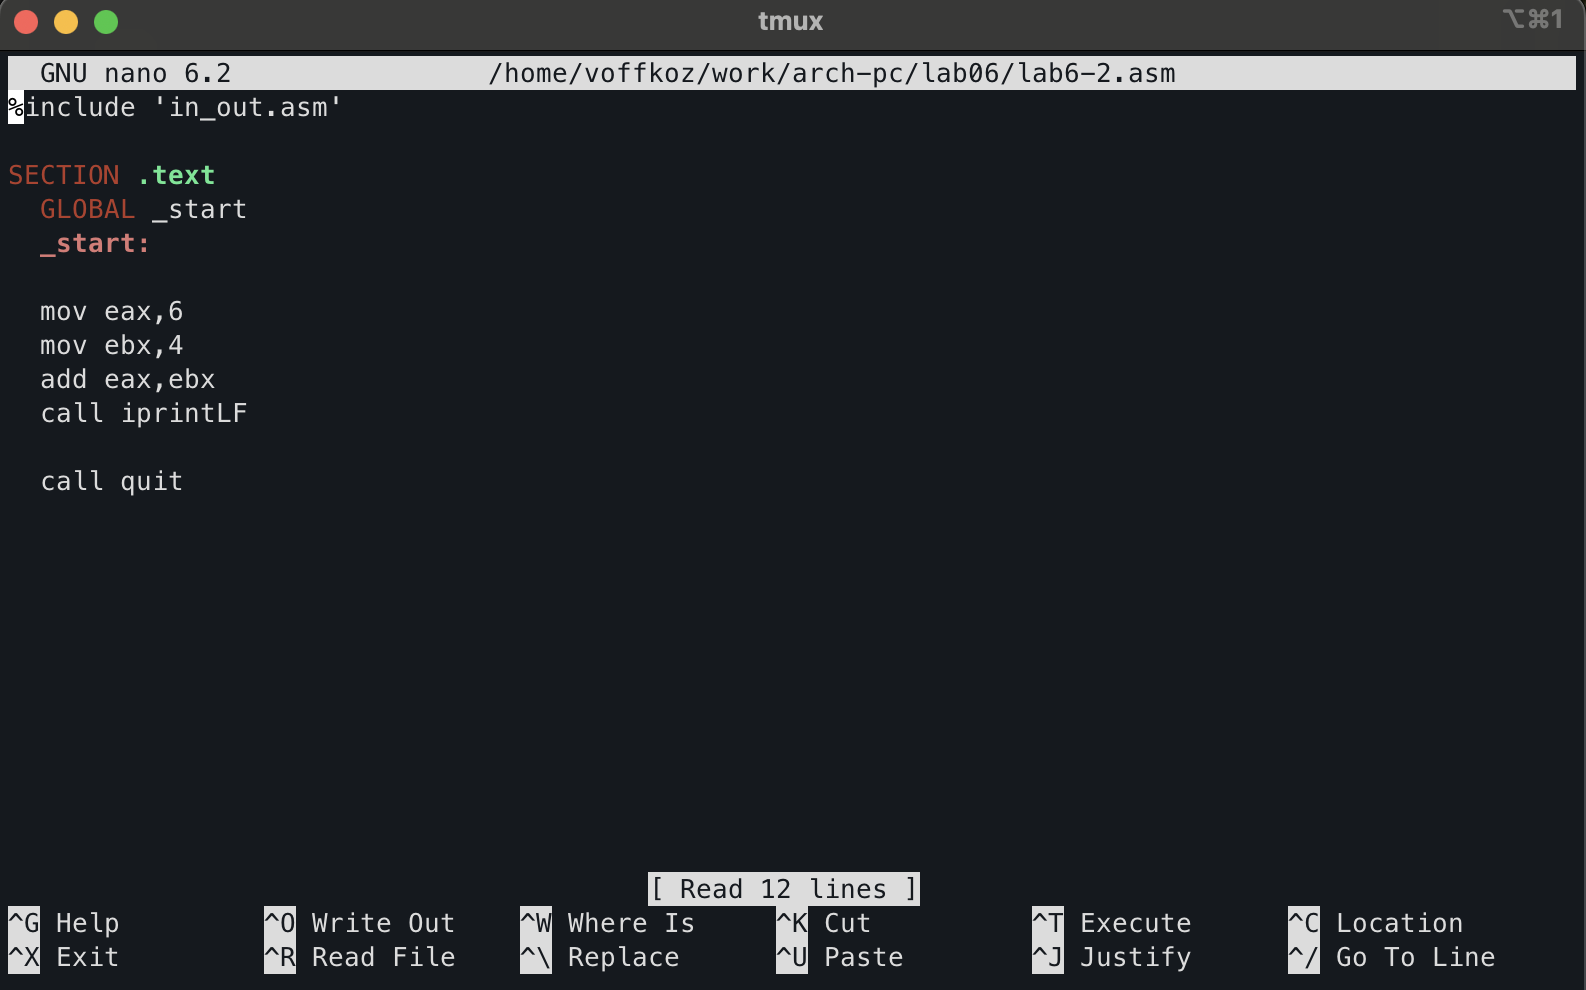 tmux ⌥⌘1
GNU nano 6.2 /home/voffkoz/work/arch-pc/lab06/lab6-2.asm
%include 'in_out.asm'
SECTION .text
GLOBAL _start
_start:
mov eax,6
mov ebx,4
add eax,ebx
call iprintLF
call quit
[ Read 12 lines ]
^G Help ^O Write Out ^W Where Is ^K Cut ^T Execute ^C Location
^X Exit ^R Read File ^\ Replace ^U Paste ^J Justify ^/ Go To Line